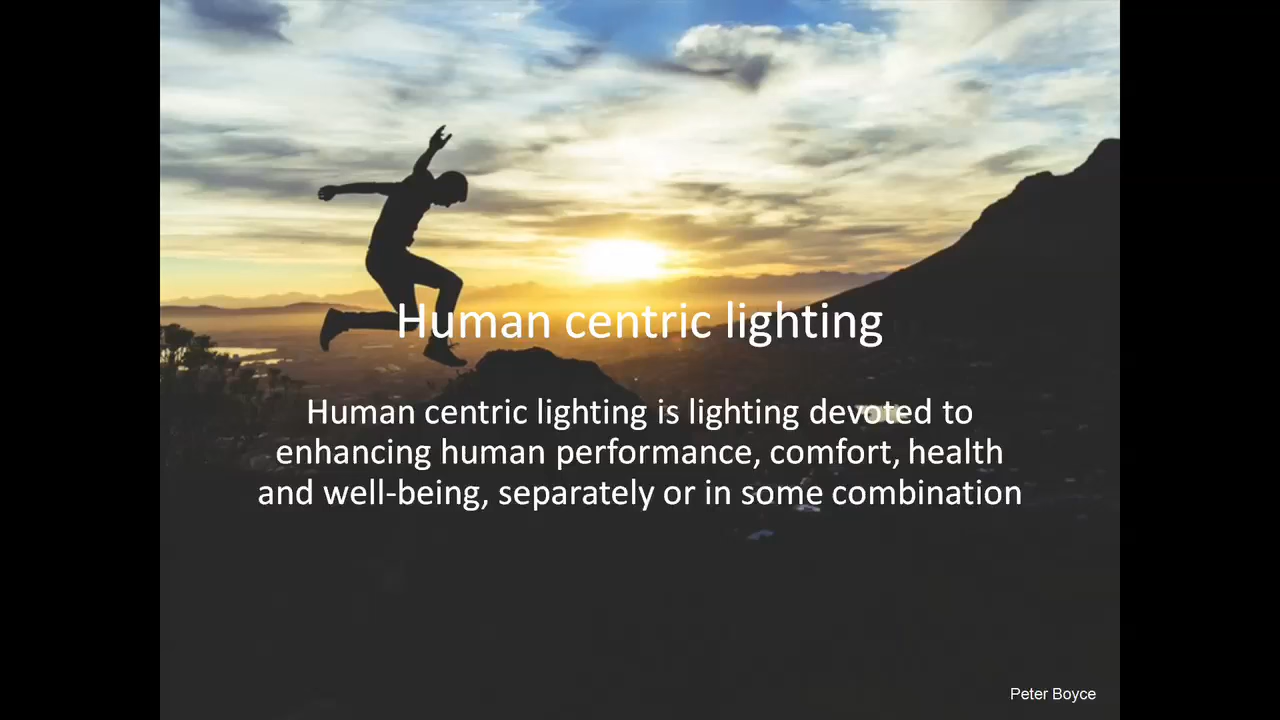 Human centric lighting
Human centric lighting is lighting devoted to
enhancing human performance, comfort, health
and well-being, separately or in some combination
Peter Boyce